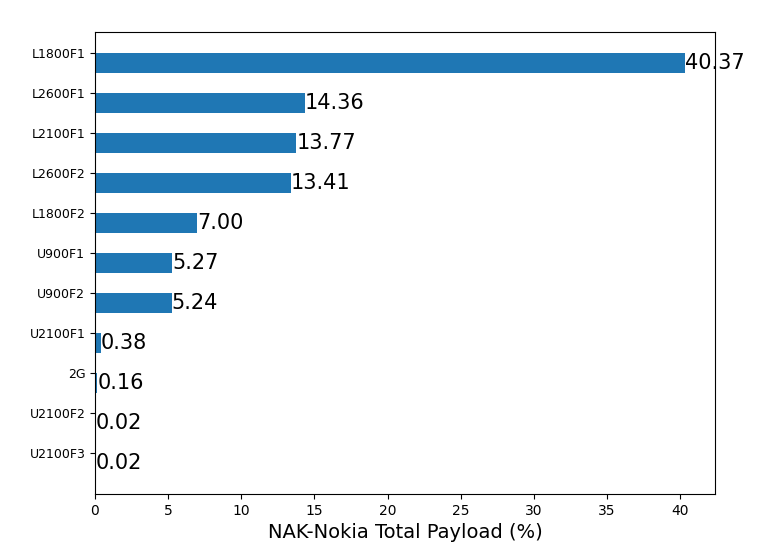 L1800F1 40.37
L2600F1 14.36
L2100F1 13.77
L2600F2 13.41
L1800F2 7.00
U900F1 5.27
U900F2 5.24
U2100F1 0.38
2G 0.16
U2100F2 0.02
U2100F3 0.02
0 5 10 15 20 25 30 35 40
NAK-Nokia Total Payload (%)